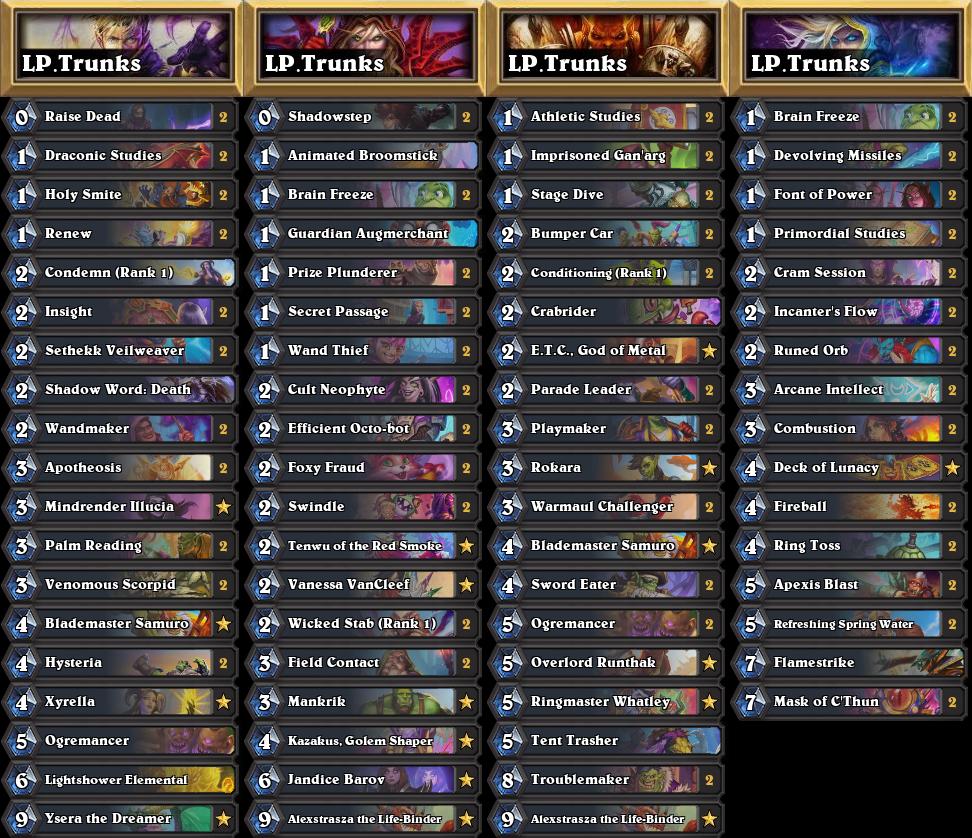 LP.Trunks
0 Raise Dead 2
1 Draconic Studies 2
1 Holy Smite 2
1 Renew 2
2 Condemn (Rank 1)
2 Insight 2
2 Sethekk Veilweaver 2
2 Shadow Word: Death
2 Wandmaker 2
3 Apotheosis 2
3 Mindrender Illucia
3 Palm Reading 2
3 Venomous Scorpid 2
4 Blademaster Samuro
4 Hysteria 2
4 Xyrella
5 Ogremancer
6 Lightshower Elemental
9 Ysera the Dreamer
LP.Trunks
0 Shadowstep 2
1 Animated Broomstick
1 Brain Freeze 2
1 Guardian Augmerchant
1 Prize Plunderer 2
1 Secret Passage 2
1 Wand Thief 2
2 Cult Neophyte 2
2 Efficient Octo-bot 2
2 Foxy Fraud 2
2 Swindle 2
2 Tenwu of the Red Smoke
2 Vanessa VanCleef
2 Wicked Stab (Rank 1) 2
3 Field Contact 2
3 Mankrik
4 Kazakus, Golem Shaper
6 Jandice Barov
9 Alexstrasza the Life-Binder
LP.Trunks
1 Athletic Studies 2
1 Imprisoned Gan'arg 2
1 Stage Dive 2
2 Bumper Car 2
2 Conditioning (Rank 1) 2
2 Crabrider
2 E.T.C., God of Metal
2 Parade Leader 2
3 Playmaker 2
3 Rokara
3 Warmaul Challenger 2
4 Blademaster Samuro
4 Sword Eater 2
5 Ogremancer 2
5 Overlord Runthak
5 Ringmaster Whatley
5 Tent Trasher
8 Troublemaker 2
9 Alexstrasza the Life-Binder
LP.Trunks
1 Brain Freeze 2
1 Devolving Missiles 2
1 Font of Power 2
1 Primordial Studies 2
2 Cram Session 2
2 Incanter's Flow 2
2 Runed Orb 2
3 Arcane Intellect 2
3 Combustion 2
4 Deck of Lunacy
4 Fireball 2
4 Ring Toss 2
5 Apexis Blast 2
5 Refreshing Spring Water 2
7 Flamestrike
7 Mask of C'Thun 2